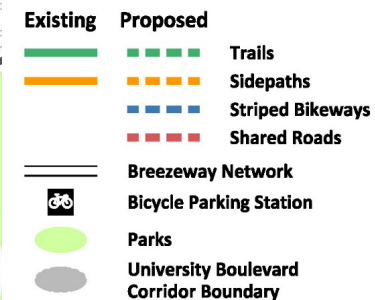 Existing Proposed
Trails
Sidepaths
Striped Bikeways
Shared Roads
Breezeway Network
Bicycle Parking Station
Parks
University Boulevard
Corridor Boundary